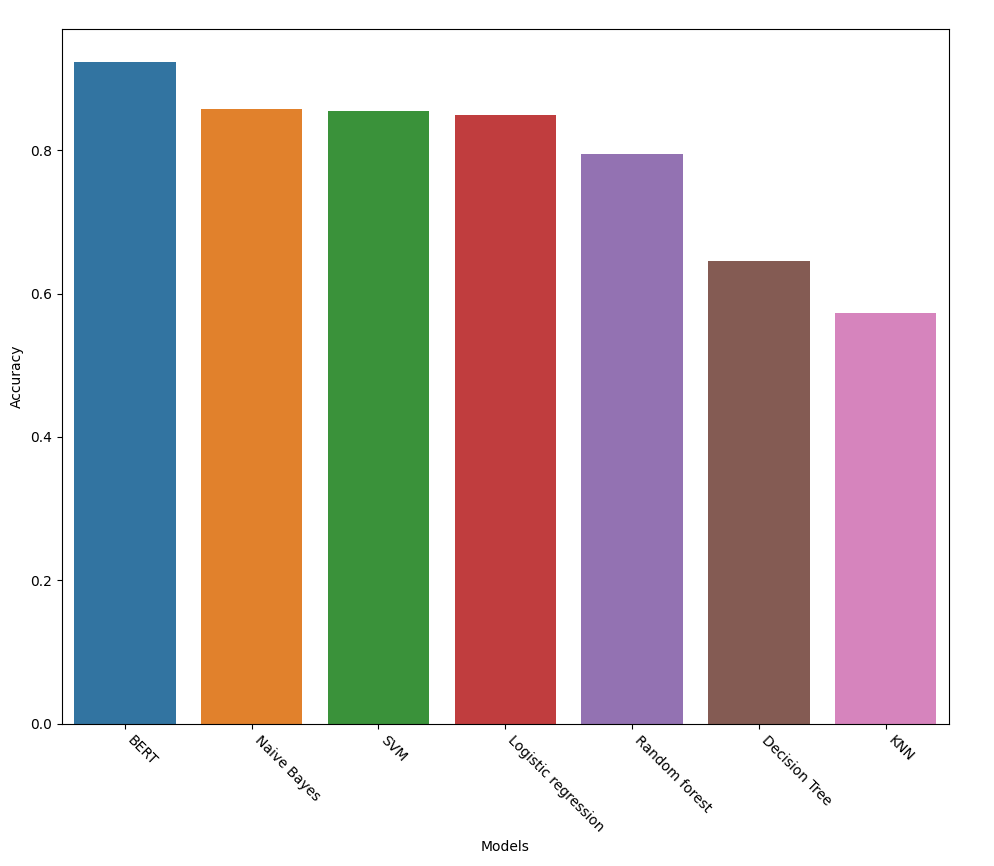 Accuracy
0.8
0.6
0.4
0.2
0.0
BERT
Naive Bayes
SVM
Logistic regression
Random forest
Decision Tree
KNN
Models